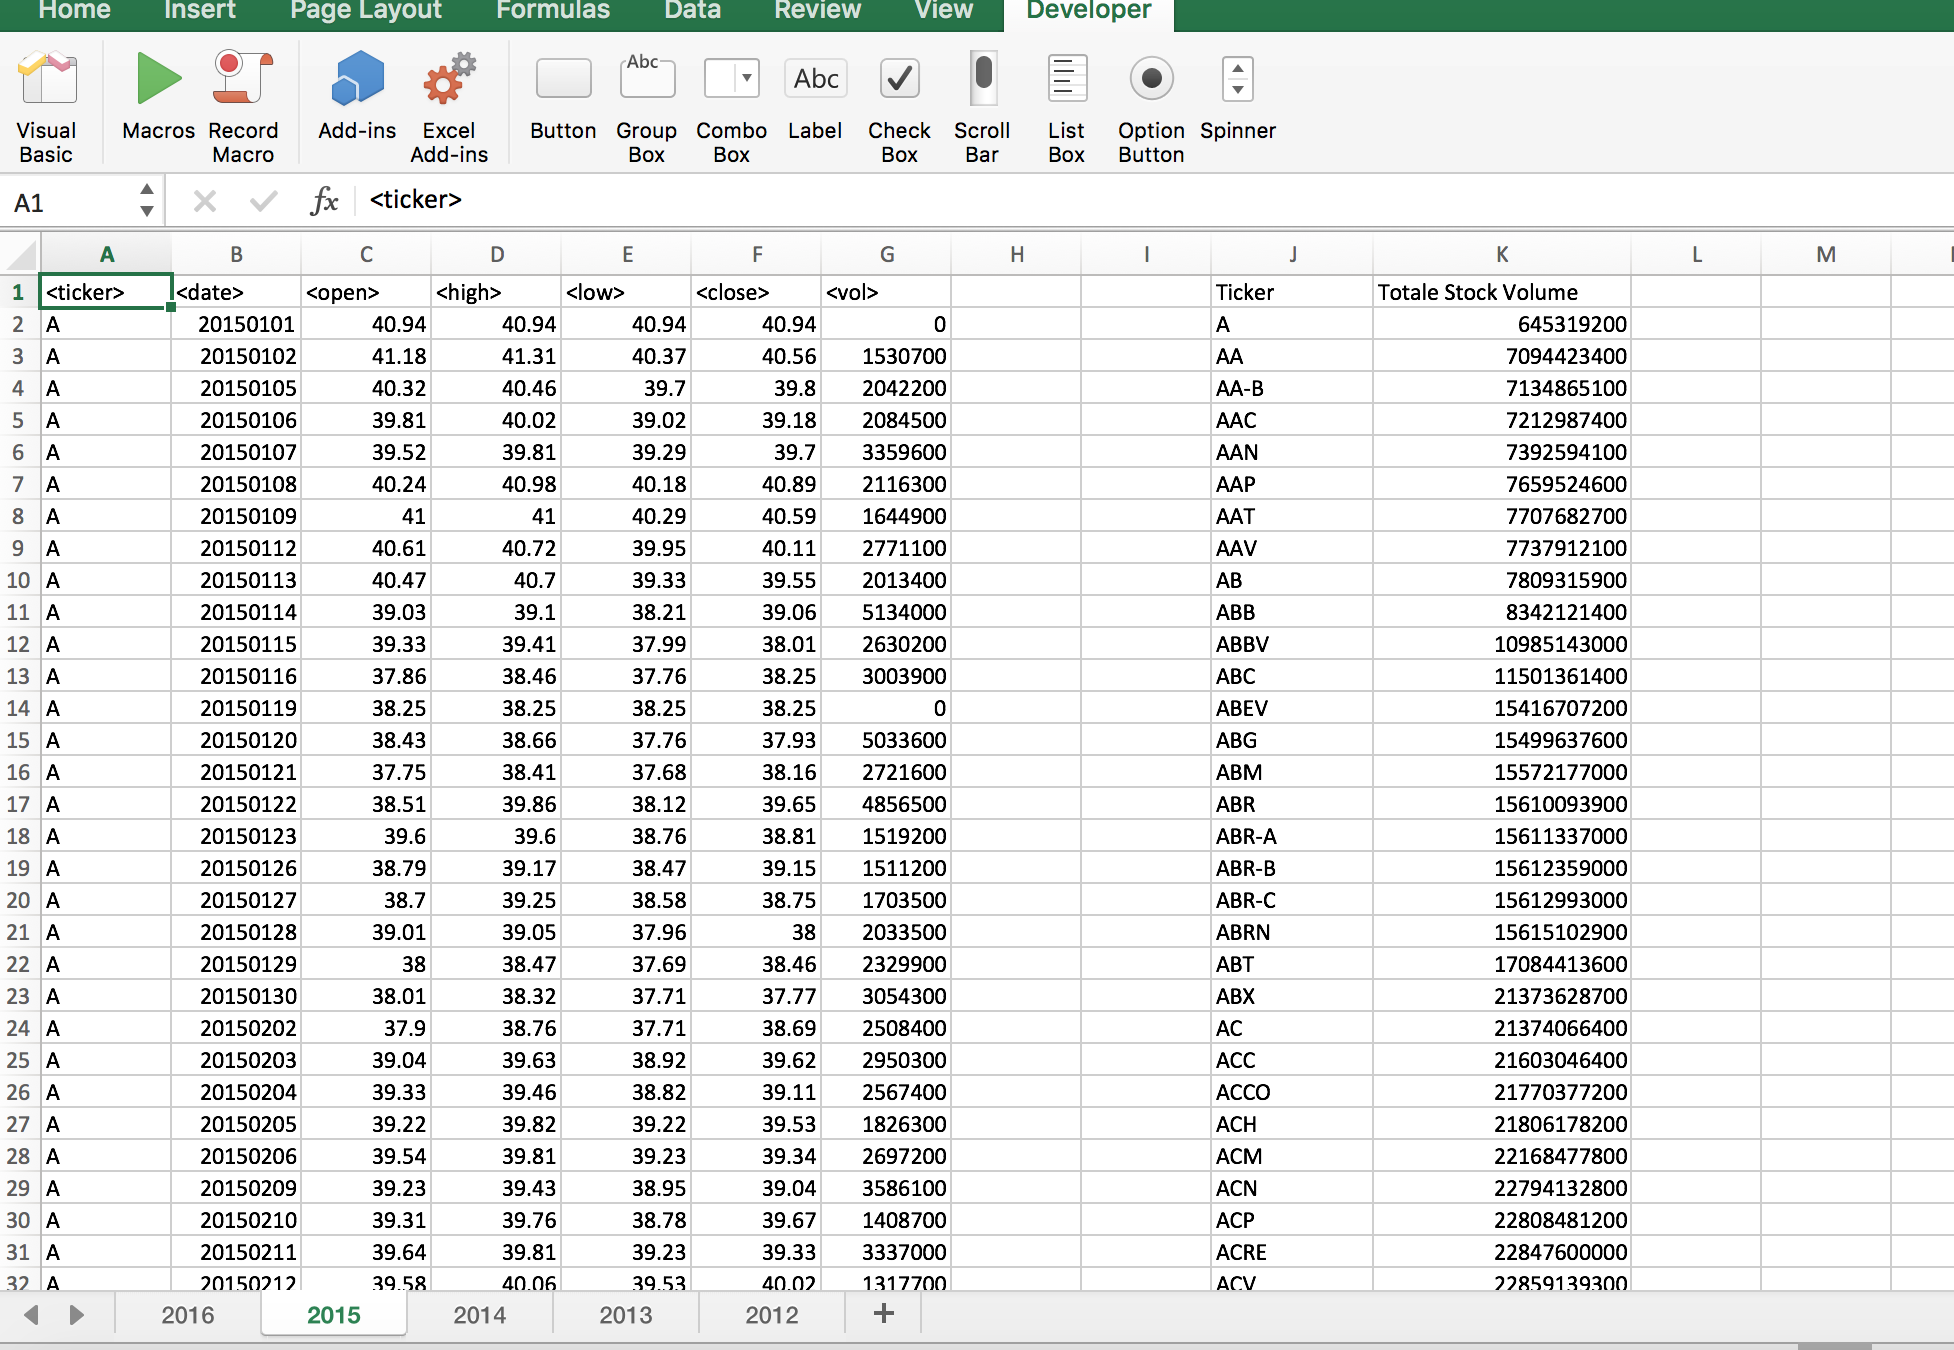 Home Insert Page Layout Formulas Data Review View Developer
Abc Abc
Visual Basic Macros Record Macro Add-ins Excel Add-ins Button Group Box Combo Box Label Check Box Scroll Bar List Box Option Button Spinner
A1 fx <ticker>
A B C D E F G H I J K L M
1 <ticker> <date> <open> <high> <low> <close> <vol> Ticker Totale Stock Volume
2 A 20150101 40.94 40.94 40.94 40.94 0 A 645319200
3 A 20150102 41.18 41.31 40.37 40.56 1530700 AA 7094423400
4 A 20150105 40.32 40.46 39.7 39.8 2042200 AA-B 7134865100
5 A 20150106 39.81 40.02 39.02 39.18 2084500 AAC 7212987400
6 A 20150107 39.52 39.81 39.29 39.7 3359600 AAN 7392594100
7 A 20150108 40.24 40.98 40.18 40.89 2116300 AAP 7659524600
8 A 20150109 41 41 40.29 40.59 1644900 AAT 7707682700
9 A 20150112 40.61 40.72 39.95 40.11 2771100 AAV 7737912100
10 A 20150113 40.47 40.7 39.33 39.55 2013400 AB 7809315900
11 A 20150114 39.03 39.1 38.21 39.06 5134000 ABB 8342121400
12 A 20150115 39.33 39.41 37.99 38.01 2630200 ABBV 10985143000
13 A 20150116 37.86 38.46 37.76 38.25 3003900 ABC 11501361400
14 A 20150119 38.25 38.25 38.25 38.25 0 ABEV 15416707200
15 A 20150120 38.43 38.66 37.76 37.93 5033600 ABG 15499637600
16 A 20150121 37.75 38.41 37.68 38.16 2721600 ABM 15572177000
17 A 20150122 38.51 39.86 38.12 39.65 4856500 ABR 15610093900
18 A 20150123 39.6 39.6 38.76 38.81 1519200 ABR-A 15611337000
19 A 20150126 38.79 39.17 38.47 39.15 1511200 ABR-B 15612359000
20 A 20150127 38.7 39.25 38.58 38.75 1703500 ABR-C 15612993000
21 A 20150128 39.01 39.05 37.96 38 2033500 ABRN 15615102900
22 A 20150129 38 38.47 37.69 38.46 2329900 ABT 17084413600
23 A 20150130 38.01 38.32 37.71 37.77 3054300 ABX 21373628700
24 A 20150202 37.9 38.76 37.71 38.69 2508400 AC 21374066400
25 A 20150203 39.04 39.63 38.92 39.62 2950300 ACC 21603046400
26 A 20150204 39.33 39.46 38.82 39.11 2567400 ACCO 21770377200
27 A 20150205 39.22 39.82 39.22 39.53 1826300 ACH 21806178200
28 A 20150206 39.54 39.81 39.23 39.34 2697200 ACM 22168477800
29 A 20150209 39.23 39.43 38.95 39.04 3586100 ACN 22794132800
30 A 20150210 39.31 39.76 38.78 39.67 1408700 ACP 22808481200
31 A 20150211 39.64 39.81 39.23 39.33 3337000 ACRE 22847600000
32 A 20150212 39.58 40.06 39.53 40.02 1317700 ACV 22859139300
2016 2015 2014 2013 2012 +